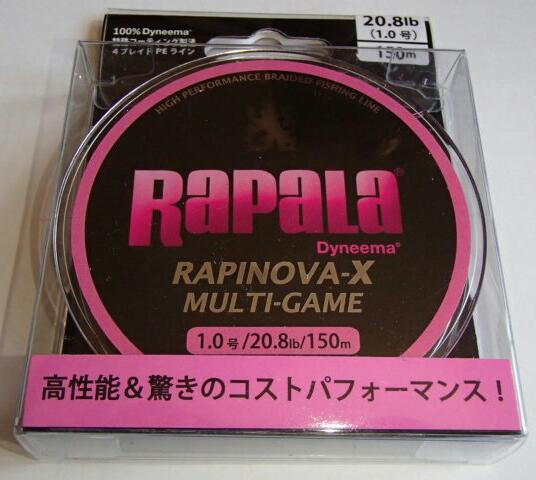 100% Dyneema®
特殊コーティング製法
4ブレイド PEライン
20.8lb
(1.0号)
150m
HIGH PERFORMANCE BRAIDED FISHING LINE
Rapala®
Dyneema®
RAPINOVA-X
MULTI-GAME
1.0号/20.8lb/150m
高性能&驚きのコストパフォーマンス!